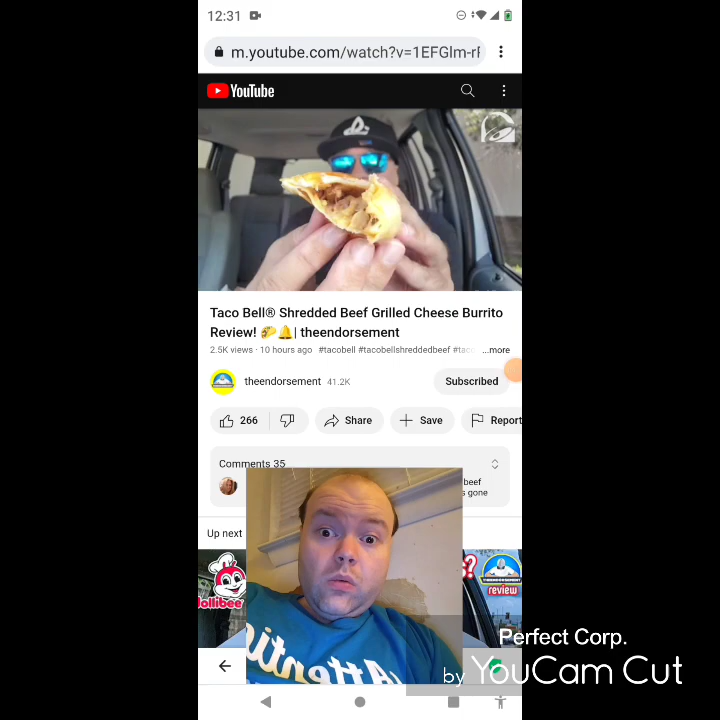 12:31
m.youtube.com/watch?v=1EFGlm-r
YouTube
Taco Bell® Shredded Beef Grilled Cheese Burrito
Review! 🌮🔔| theendorsement
2.5K views · 10 hours ago #tacobell #tacobellshreddedbeef #tac ...more
theendorsement 41.2K
Subscribed
266
Share
Save
Report
Comments 35
beef
s gone
Up next
ollibee
s?
review
Perfect Corp.
by YouCam Cut